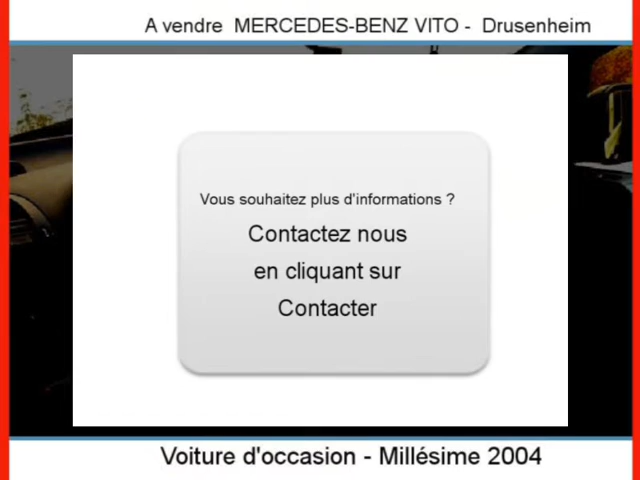 A vendre MERCEDES-BENZ VITO - Drusenheim
Vous souhaitez plus d'informations ?
Contactez nous
en cliquant sur
Contacter
Voiture d'occasion - Millésime 2004